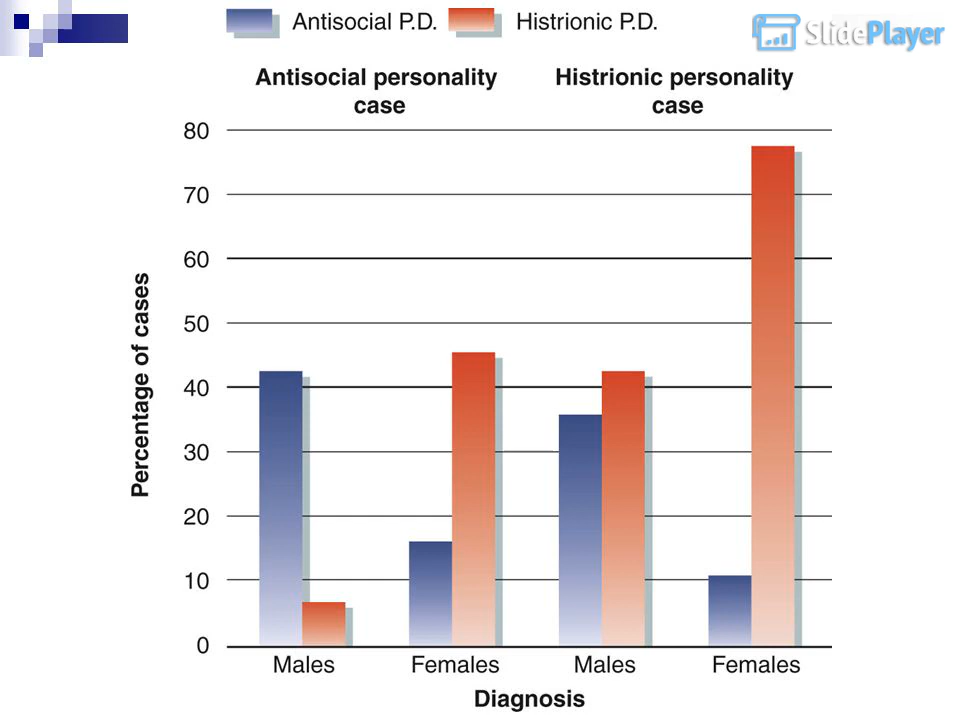 Antisocial P.D. Histrionic P.D.
SlidePlayer
Antisocial personality
case
Histrionic personality
case
80
70
60
50
40
30
20
10
0
Percentage of cases
Males Females Males Females
Diagnosis